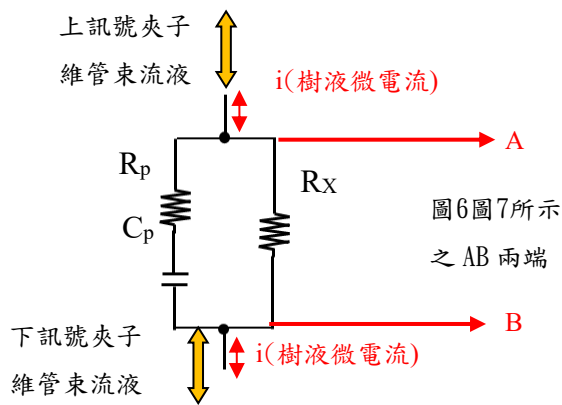 上訊號夾子
維管束流液
i(樹液微電流)
A
Rp
RX
Cp
圖6圖7所示
之 AB 兩端
B
下訊號夾子
維管束流液
i(樹液微電流)